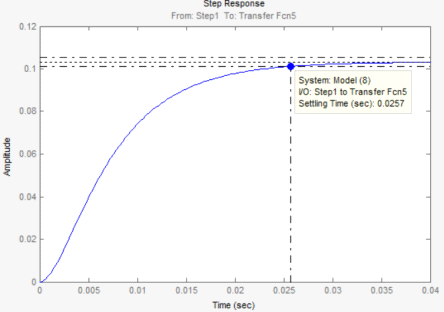 Step Response
From: Step1 To: Transfer Fcn5
Amplitude
0.12
0.1
0.08
0.06
0.04
0.02
0
System: Model (8)
I/O: Step1 to Transfer Fcn5
Settling Time (sec): 0.0257
0 0.005 0.01 0.015 0.02 0.025 0.03 0.035 0.04
Time (sec)